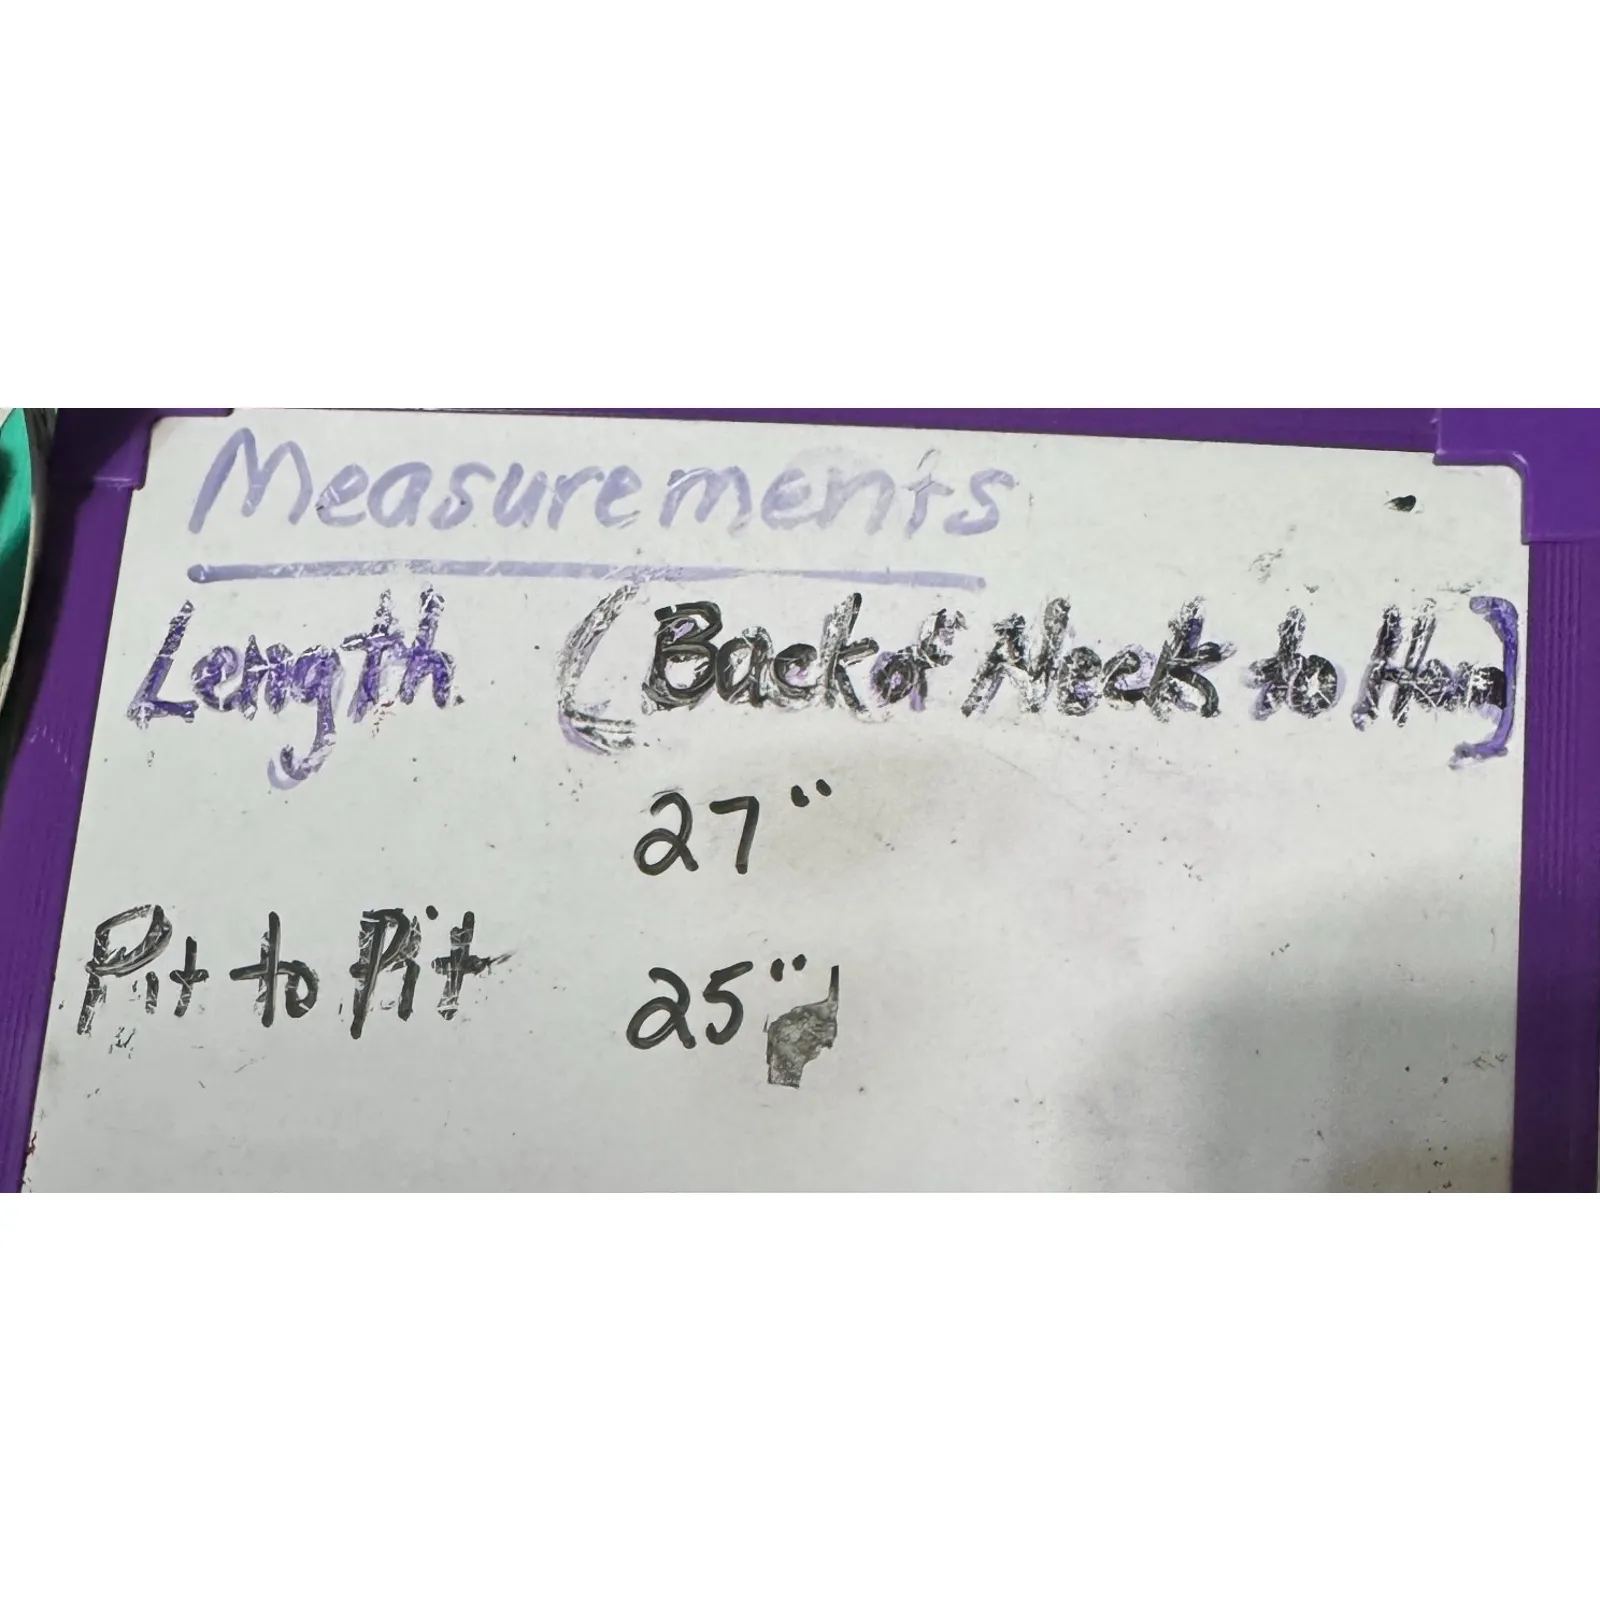 Measurements
Length (Back of Neck to Hem)
27"
Pit to Pit 25"